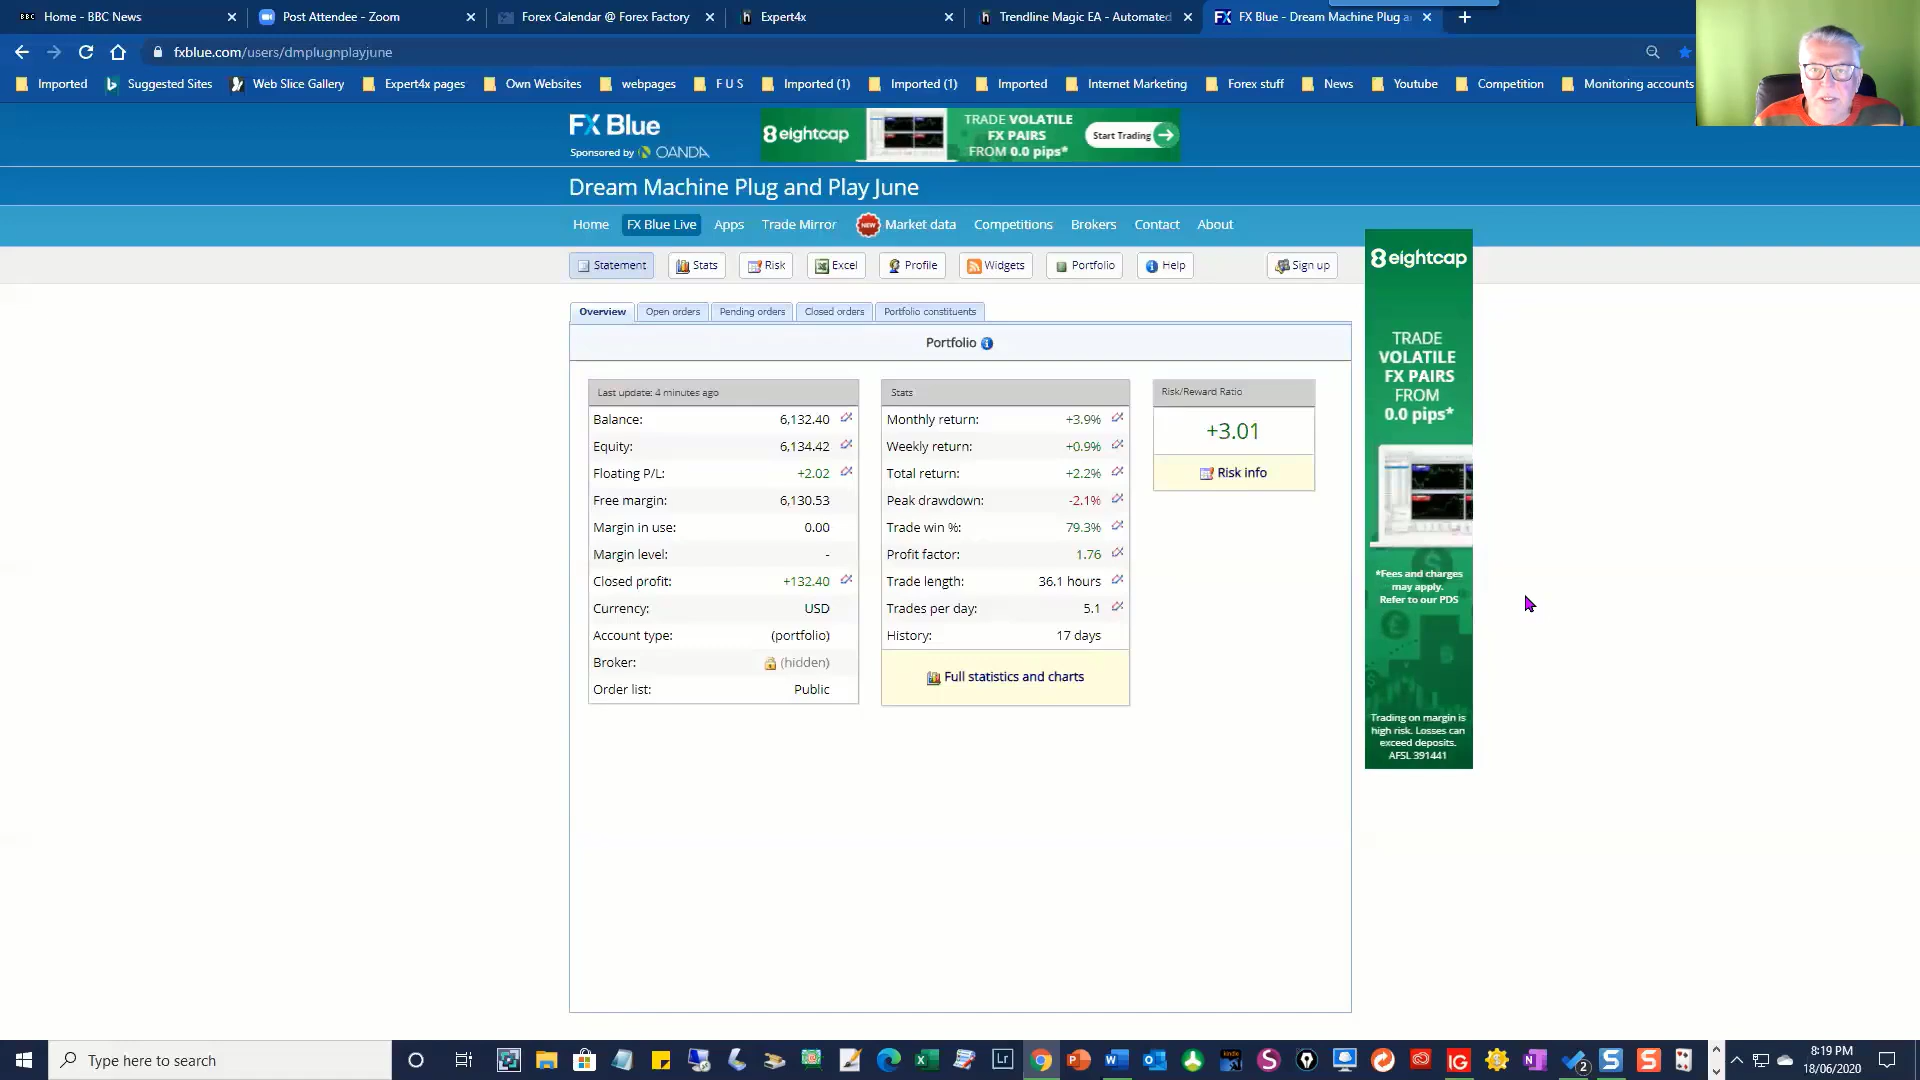 BBC Home - BBC News
Post Attendee - Zoom
Forex Calendar @ Forex Factory
Expert4x
Trendline Magic EA - Automated
FX Blue - Dream Machine Plug a
fxblue.com/users/dmplugnplayjune
Imported
Suggested Sites
Web Slice Gallery
Expert4x pages
Own Websites
webpages
F U S
Imported (1)
Imported (1)
Imported
Internet Marketing
Forex stuff
News
Youtube
Competition
Monitoring accounts
FX Blue
Sponsored by OANDA
8eightcap
TRADE VOLATILE
FX PAIRS
FROM 0.0 pips*
Start Trading
Dream Machine Plug and Play June
Home
FX Blue Live
Apps
Trade Mirror
NEW
Market data
Competitions
Brokers
Contact
About
Statement
Stats
Risk
Excel
Profile
Widgets
Portfolio
Help
Sign up
Overview
Open orders
Pending orders
Closed orders
Portfolio constituents
Portfolio
Last update: 4 minutes ago
Balance: 6,132.40
Equity: 6,134.42
Floating P/L: +2.02
Free margin: 6,130.53
Margin in use: 0.00
Margin level: -
Closed profit: +132.40
Currency: USD
Account type: (portfolio)
Broker: (hidden)
Order list: Public
Stats
Monthly return: +3.9%
Weekly return: +0.9%
Total return: +2.2%
Peak drawdown: -2.1%
Trade win %: 79.3%
Profit factor: 1.76
Trade length: 36.1 hours
Trades per day: 5.1
History: 17 days
Full statistics and charts
Risk/Reward Ratio
+3.01
Risk info
8eightcap
TRADE
VOLATILE
FX PAIRS
FROM
0.0 pips*
*Fees and charges
may apply.
Refer to our PDS
Trading on margin is
high risk. Losses can
exceed deposits.
AFSL 391441
Type here to search
Lr
IG
2
8:19 PM
18/06/2020